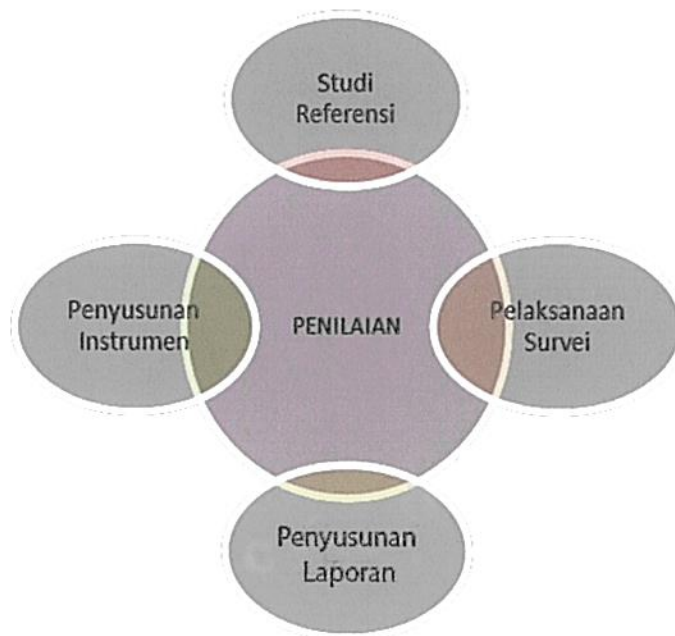 Studi
Referensi
Penyusunan
Instrumen
PENILAIAN
Pelaksanaan
Survei
Penyusunan
Laporan